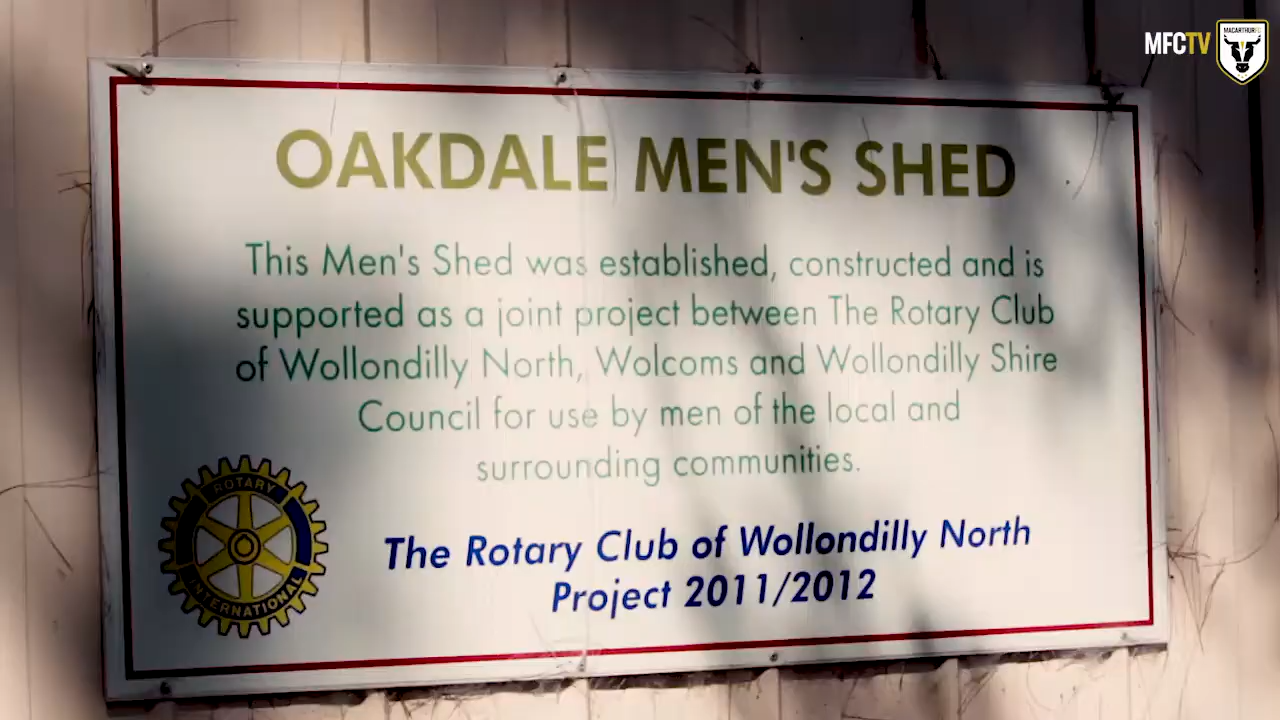 MFCTV
MACARTHUR FC
OAKDALE MEN'S SHED
This Men's Shed was established, constructed and is
supported as a joint project between The Rotary Club
of Wollondilly North, Wolcoms and Wollondilly Shire
Council for use by men of the local and
surrounding communities.
ROTARY
INTERNATIONAL
The Rotary Club of Wollondilly North
Project 2011/2012